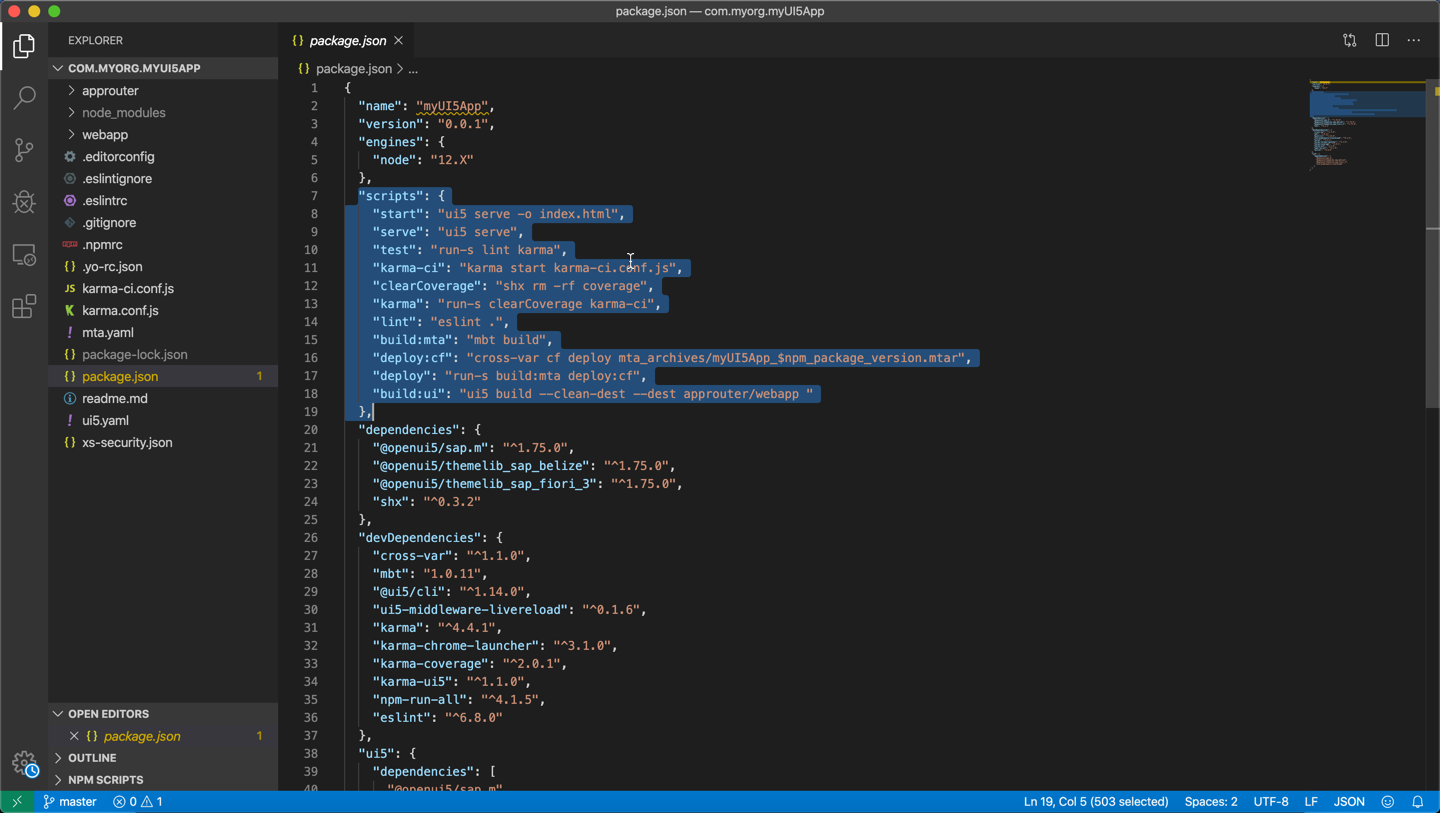 package.json — com.myorg.myUI5App
EXPLORER
COM.MYORG.MYUI5APP
approuter
node_modules
webapp
.editorconfig
.eslintignore
.eslintrc
.gitignore
.npmrc
{} .yo-rc.json
JS karma-ci.conf.js
K karma.conf.js
! mta.yaml
{} package-lock.json
{} package.json 1
readme.md
! ui5.yaml
{} xs-security.json
OPEN EDITORS
{} package.json 1
OUTLINE
NPM SCRIPTS
{} package.json
{} package.json > ...
1 {
2 "name": "myUI5App",
3 "version": "0.0.1",
4 "engines": {
5 "node": "12.X"
6 },
7 "scripts": {
8 "start": "ui5 serve -o index.html",
9 "serve": "ui5 serve",
10 "test": "run-s lint karma",
11 "karma-ci": "karma start karma-ci.conf.js",
12 "clearCoverage": "shx rm -rf coverage",
13 "karma": "run-s clearCoverage karma-ci",
14 "lint": "eslint .",
15 "build:mta": "mbt build",
16 "deploy:cf": "cross-var cf deploy mta_archives/myUI5App_$npm_package_version.mtar",
17 "deploy": "run-s build:mta deploy:cf",
18 "build:ui": "ui5 build --clean-dest --dest approuter/webapp "
19 },
20 "dependencies": {
21 "@openui5/sap.m": "^1.75.0",
22 "@openui5/themelib_sap_belize": "^1.75.0",
23 "@openui5/themelib_sap_fiori_3": "^1.75.0",
24 "shx": "^0.3.2"
25 },
26 "devDependencies": {
27 "cross-var": "^1.1.0",
28 "mbt": "1.0.11",
29 "@ui5/cli": "^1.14.0",
30 "ui5-middleware-livereload": "^0.1.6",
31 "karma": "^4.4.1",
32 "karma-chrome-launcher": "^3.1.0",
33 "karma-coverage": "^2.0.1",
34 "karma-ui5": "^1.1.0",
35 "npm-run-all": "^4.1.5",
36 "eslint": "^6.8.0"
37 },
38 "ui5": {
39 "dependencies": [
40 "@openui5/sap.m"
master 0 1
Ln 19, Col 5 (503 selected) Spaces: 2 UTF-8 LF JSON